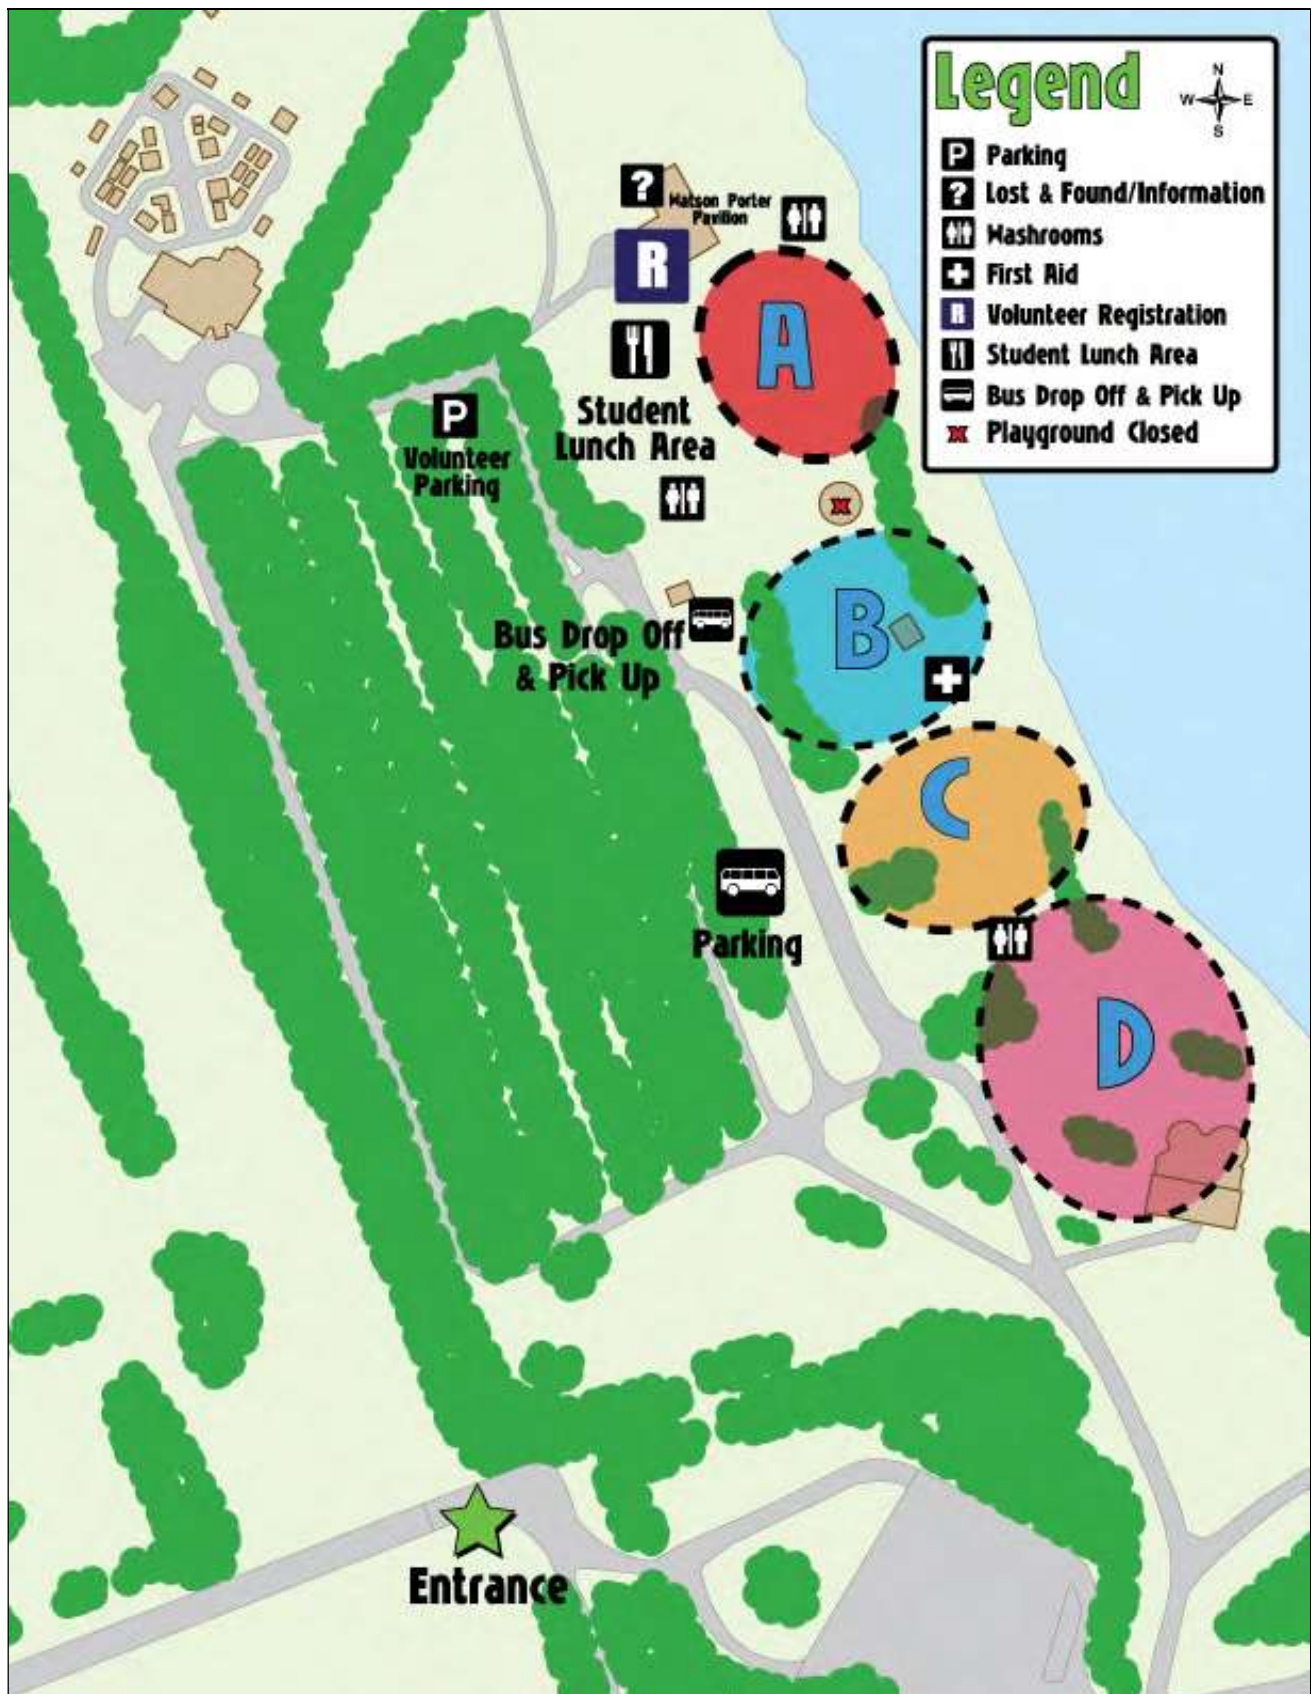 Legend
N
W E
S
P Parking
? Lost & Found/Information
Washrooms
First Aid
R Volunteer Registration
Student Lunch Area
Bus Drop Off & Pick Up
x Playground Closed
?
Watson Porter
Pavilion
R
A
Student
Lunch Area
P
Volunteer
Parking
x
B
Bus Drop Off
& Pick Up
C
Parking
D
Entrance